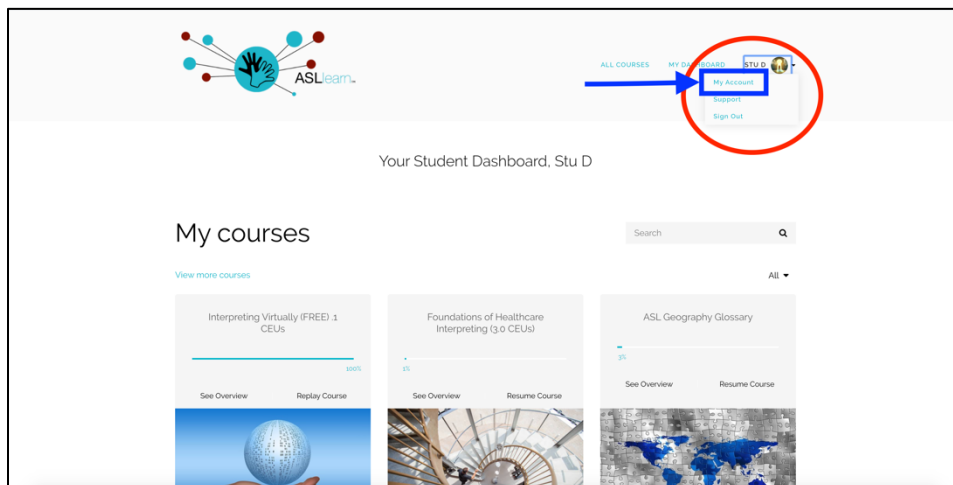 ASLlearn
ALL COURSES MY DASHBOARD STU D
My Account
Support
Sign Out
Your Student Dashboard, Stu D
My courses
Search
View more courses
All
Interpreting Virtually (FREE) .1
CEUs
100%
See Overview Replay Course
Foundations of Healthcare
Interpreting (3.0 CEUs)
See Overview Resume Course
ASL Geography Glossary
3%
See Overview Resume Course